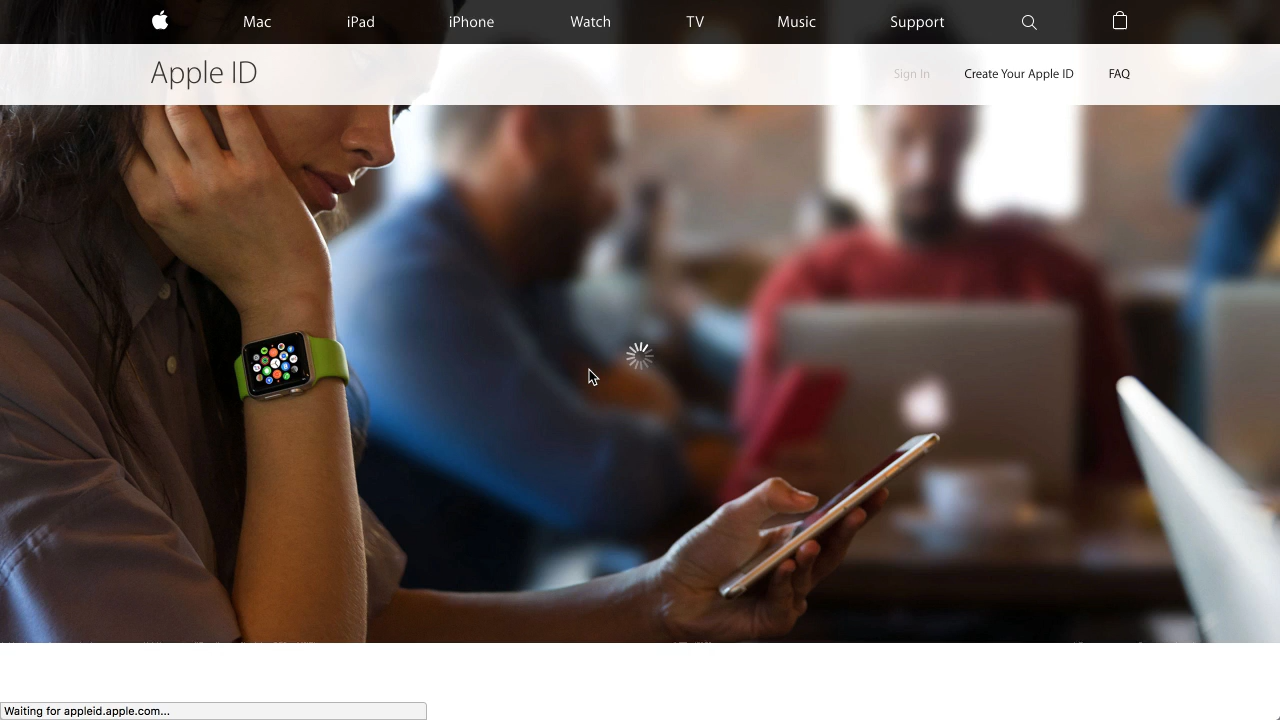 Mac iPad iPhone Watch TV Music Support
Apple ID Sign In Create Your Apple ID FAQ
Waiting for appleid.apple.com...